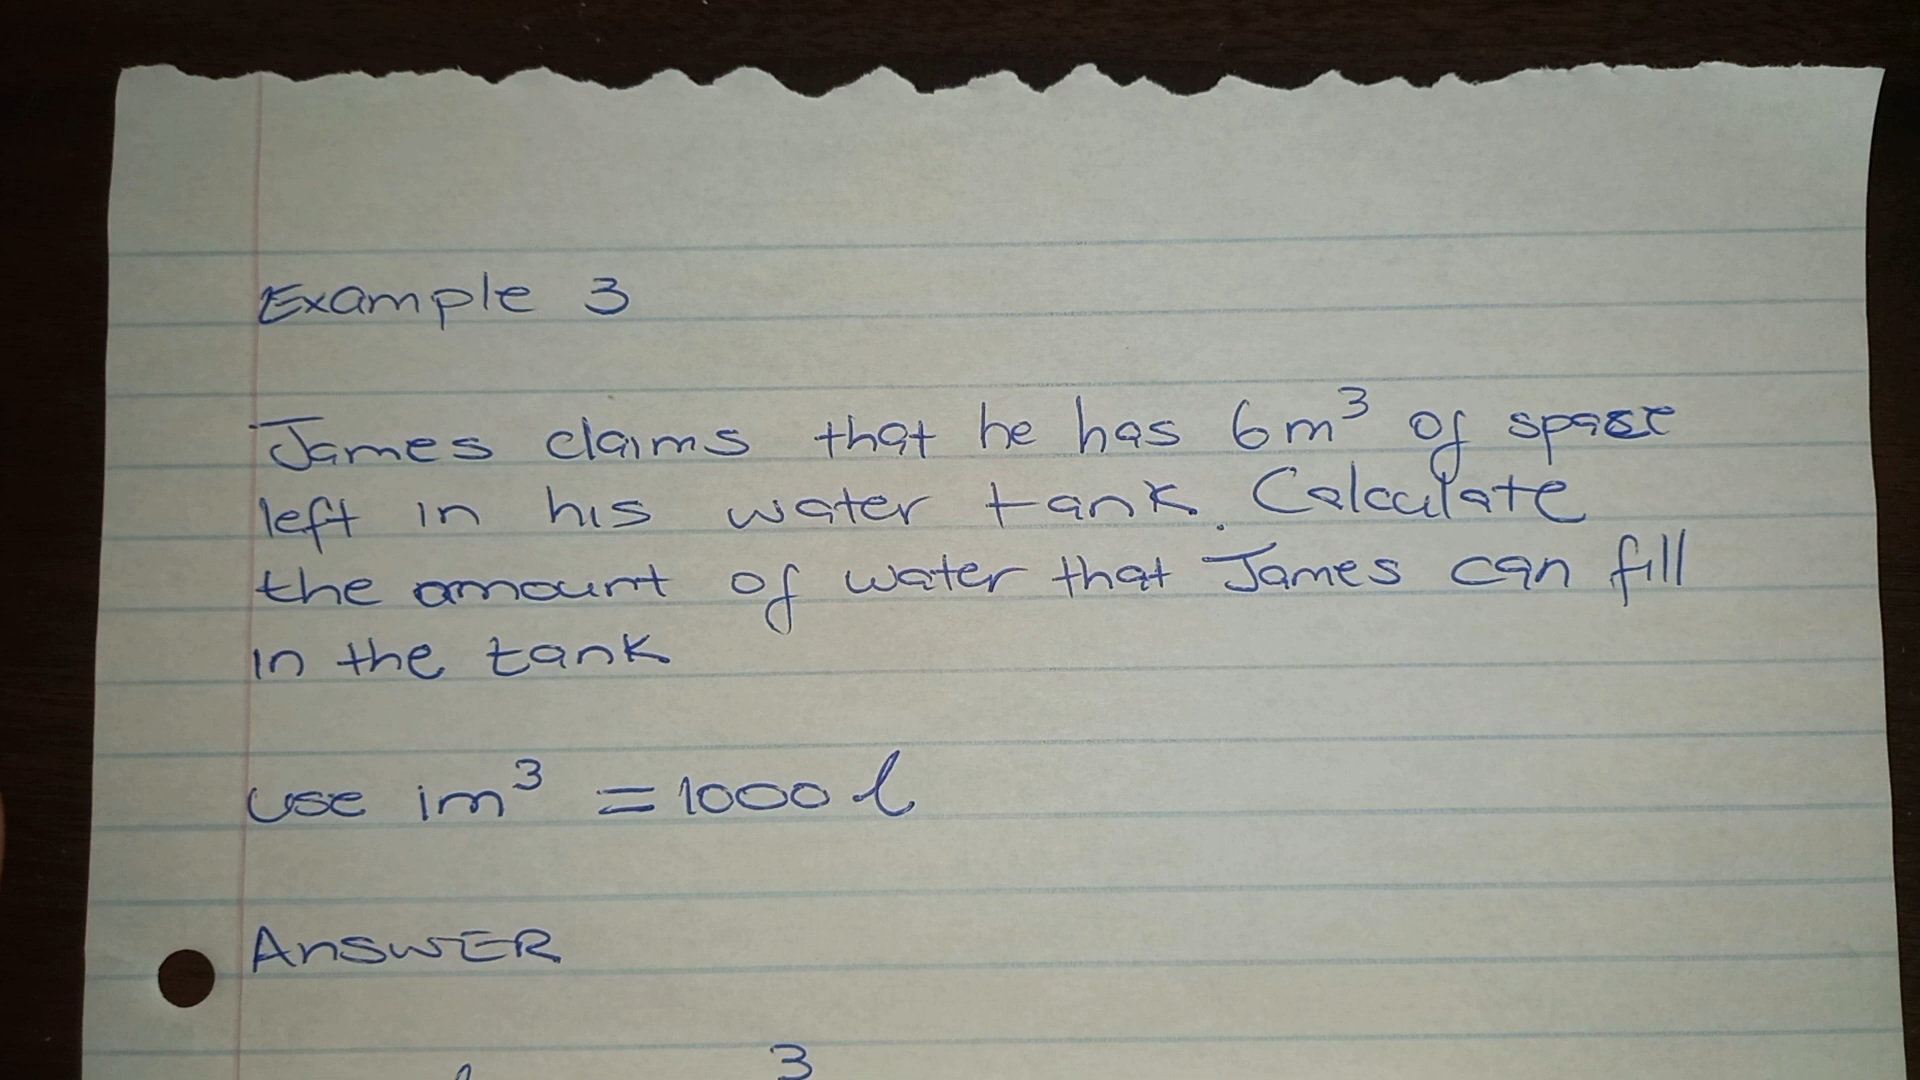 Example 3
James claims that he has 6m³ of space
left in his water tank. Calculate
the amount of water that James can fill
in the tank
use 1m³ = 1000 l
ANSWER
3